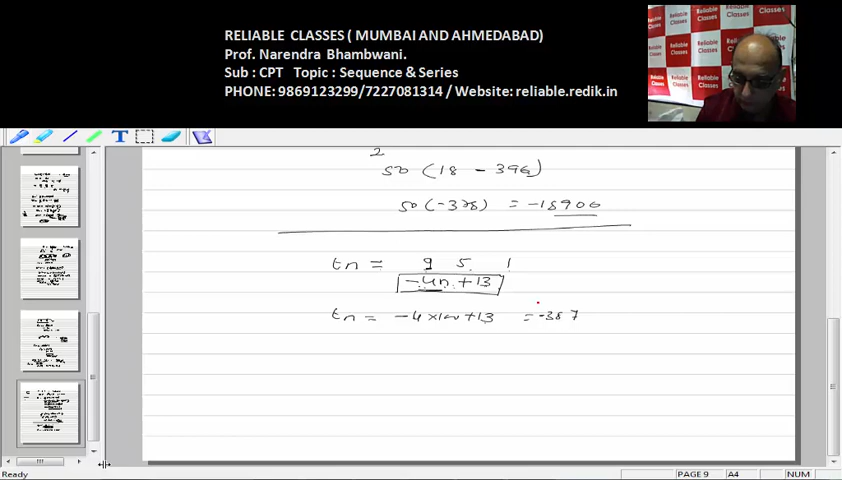 RELIABLE CLASSES ( MUMBAI AND AHMEDABAD)
Prof. Narendra Bhambwani.
Sub : CPT Topic : Sequence & Series
PHONE: 9869123299/7227081314 / Website: reliable.redik.in
Reliable Classes
T
2
50 (18 - 396)
50 (-378) = -18900
tn = 9 5 1
-4n + 13
tn = -4 x 100 + 13 = -387
Ready
PAGE 9 A4 NUM